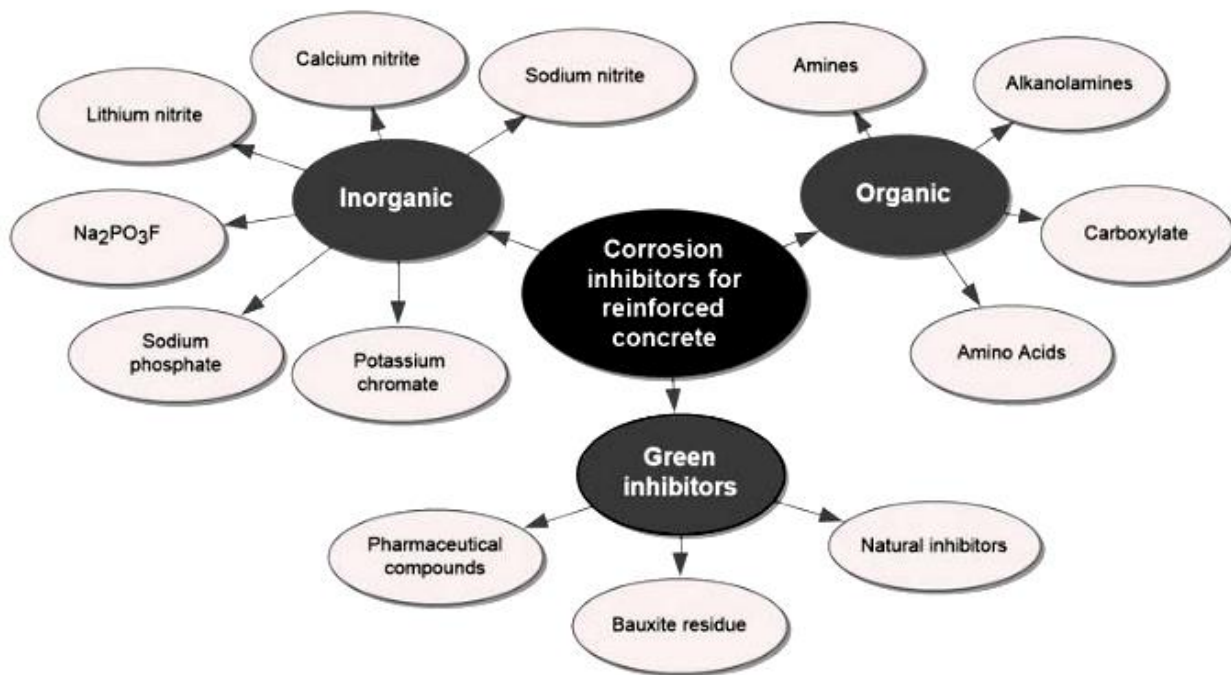 Calcium nitrite
Sodium nitrite
Lithium nitrite
Inorganic
Na₂PO₃F
Sodium
phosphate
Potassium
chromate
Amines
Alkanolamines
Organic
Carboxylate
Amino Acids
Corrosion
inhibitors for
reinforced
concrete
Green
inhibitors
Pharmaceutical
compounds
Natural inhibitors
Bauxite residue